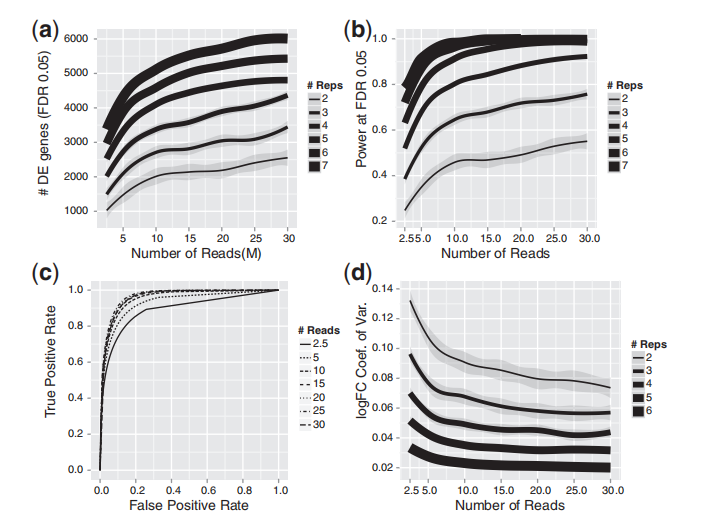 (a)
# DE genes (FDR 0.05)
6000
5000
4000
3000
2000
1000
5 10 15 20 25 30
Number of Reads(M)
# Reps
2
3
4
5
6
7
(b)
Power at FDR 0.05
1.0
0.8
0.6
0.4
0.2
2.5 5.0 10.0 15.0 20.0 25.0 30.0
Number of Reads
# Reps
2
3
4
5
6
7
(c)
True Positive Rate
1.0
0.8
0.6
0.4
0.2
0.0
0.0 0.2 0.4 0.6 0.8 1.0
False Positive Rate
# Reads
2.5
5
10
15
20
25
30
(d)
logFC Coef. of Var.
0.14
0.12
0.10
0.08
0.06
0.04
0.02
2.5 5.0 10.0 15.0 20.0 25.0 30.0
Number of Reads
# Reps
2
3
4
5
6